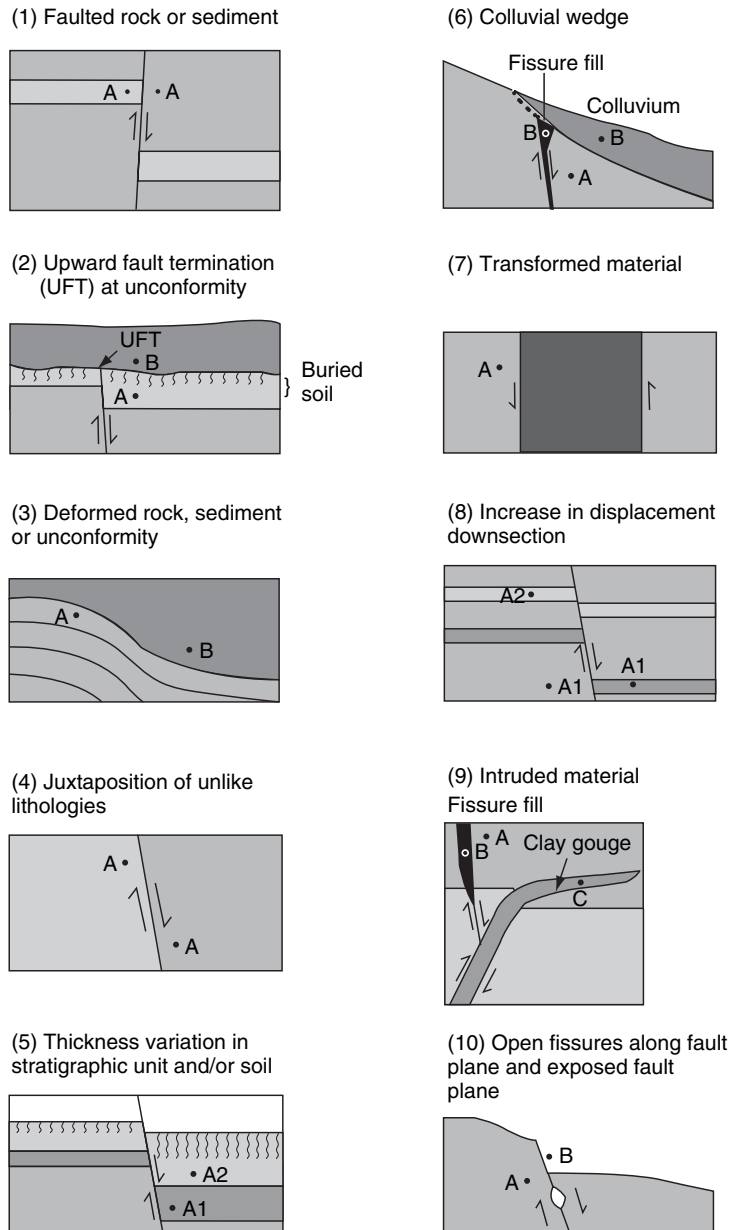 (1) Faulted rock or sediment
A
A
(2) Upward fault termination
(UFT) at unconformity
UFT
B
A
} Buried
soil
(3) Deformed rock, sediment
or unconformity
A
B
(4) Juxtaposition of unlike
lithologies
A
A
(5) Thickness variation in
stratigraphic unit and/or soil
A2
A1
(6) Colluvial wedge
Fissure fill
Colluvium
B
B
A
(7) Transformed material
A
(8) Increase in displacement
downsection
A2
A1
A1
(9) Intruded material
Fissure fill
A
B
Clay gouge
C
(10) Open fissures along fault
plane and exposed fault
plane
B
A